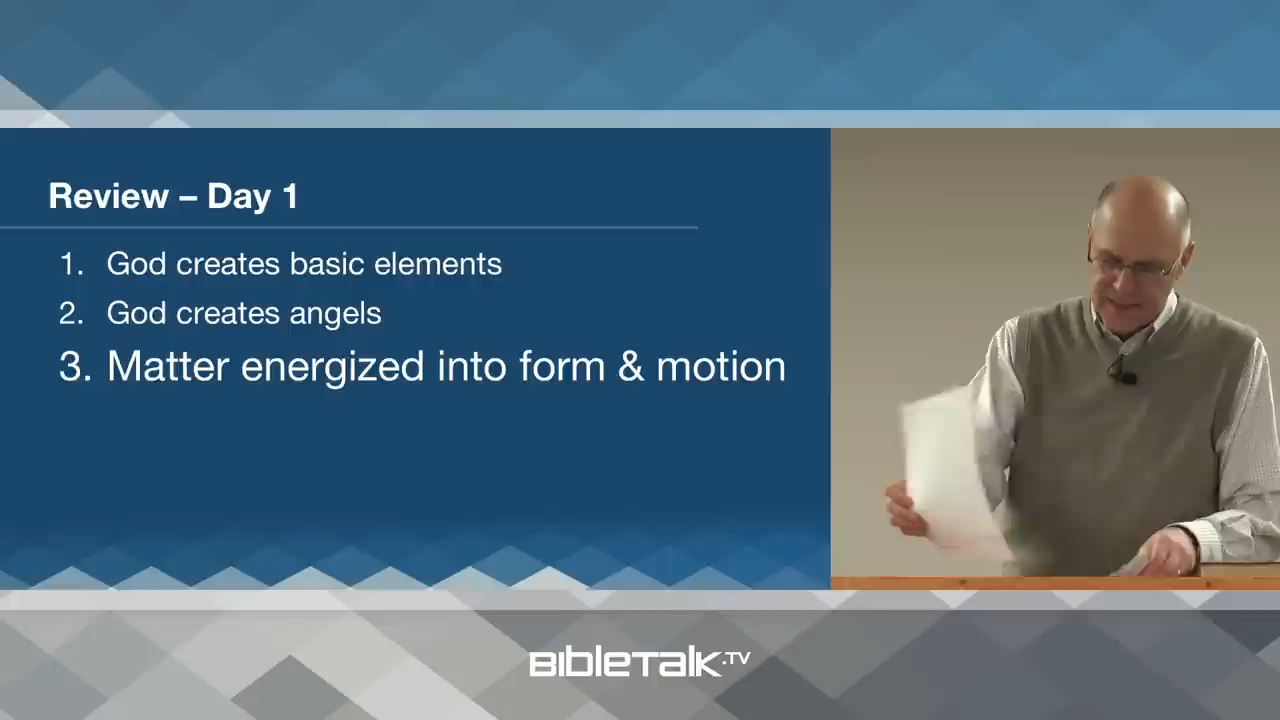 Review – Day 1
1. God creates basic elements
2. God creates angels
3. Matter energized into form & motion
BIBLETALK.TV